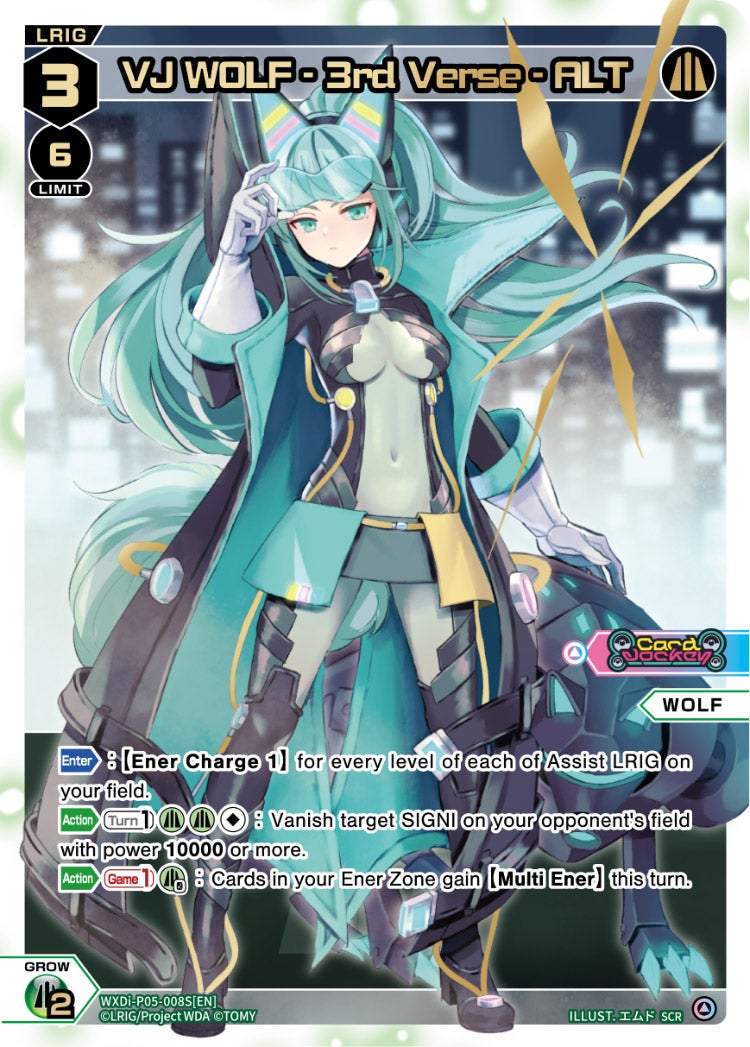 LRIG
3
VJ WOLF - 3rd Verse - ALT
6
LIMIT
Card Jockey
WOLF
Enter : 【Ener Charge 1】 for every level of each of Assist LRIG on
your field.
Action Turn 1 : Vanish target SIGNI on your opponent's field
with power 10000 or more.
Action Game 1 0 : Cards in your Ener Zone gain 【Multi Ener】 this turn.
GROW
2
WXDi-P05-008S[EN]
©LRIG/Project WDA ©TOMY
ILLUST. エムド SCR